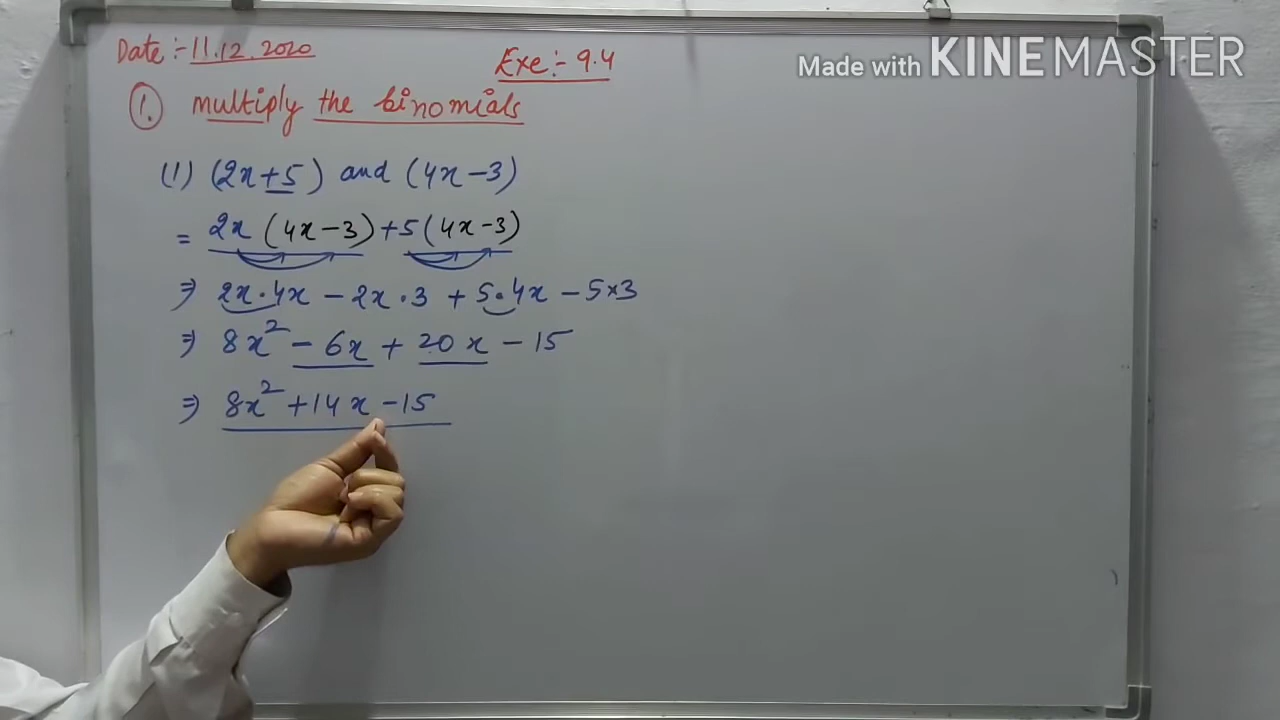 Date :- 11.12.2020
Exe:- 9.4
Made with KINEMASTER
① multiply the binomials
(1) (2x+5) and (4x-3)
= 2x (4x-3) +5 (4x-3)
⇒ 2x.4x - 2x.3 + 5.4x - 5×3
⇒ 8x² - 6x + 20x - 15
⇒ 8x² +14x -15